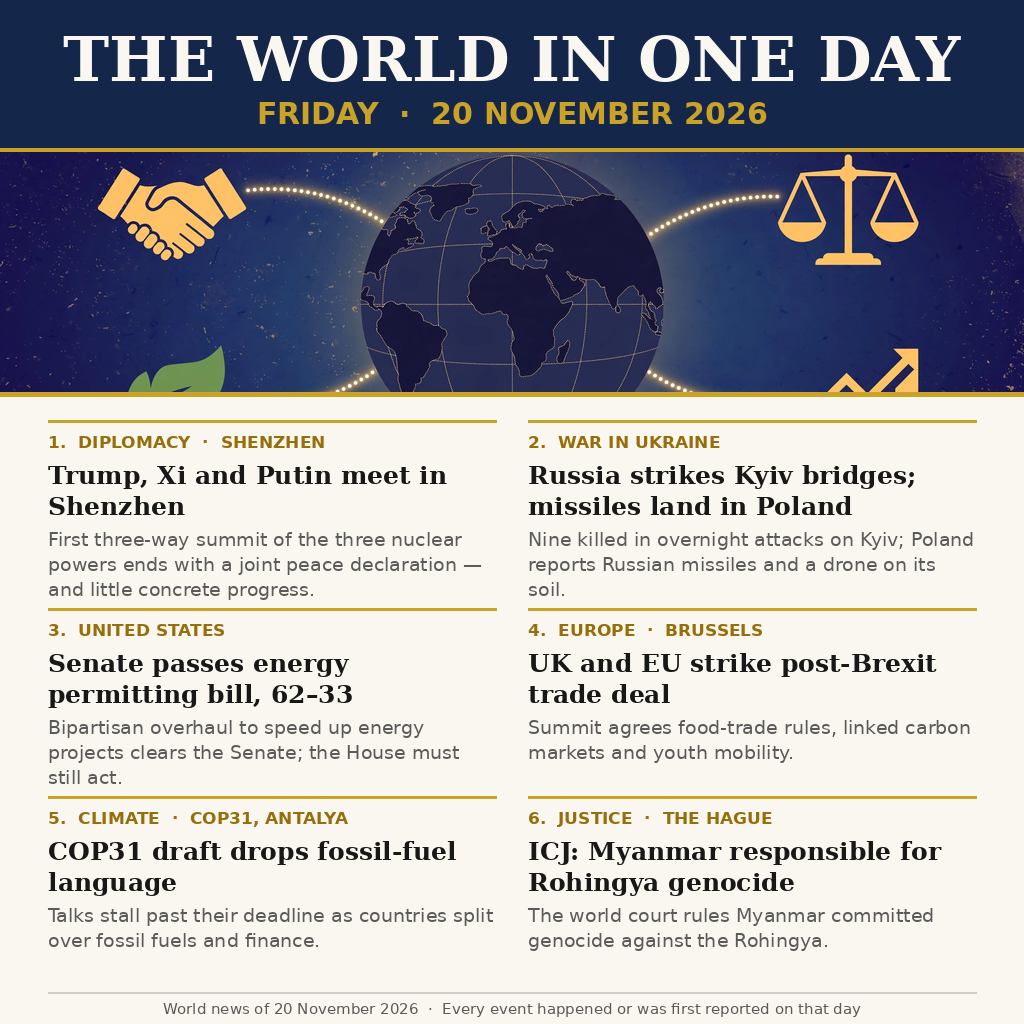 THE WORLD IN ONE DAY
FRIDAY · 20 NOVEMBER 2026
1. DIPLOMACY · SHENZHEN
Trump, Xi and Putin meet in
Shenzhen
First three-way summit of the three nuclear
powers ends with a joint peace declaration —
and little concrete progress.
2. WAR IN UKRAINE
Russia strikes Kyiv bridges;
missiles land in Poland
Nine killed in overnight attacks on Kyiv; Poland
reports Russian missiles and a drone on its
soil.
3. UNITED STATES
Senate passes energy
permitting bill, 62–33
Bipartisan overhaul to speed up energy
projects clears the Senate; the House must
still act.
4. EUROPE · BRUSSELS
UK and EU strike post-Brexit
trade deal
Summit agrees food-trade rules, linked carbon
markets and youth mobility.
5. CLIMATE · COP31, ANTALYA
COP31 draft drops fossil-fuel
language
Talks stall past their deadline as countries split
over fossil fuels and finance.
6. JUSTICE · THE HAGUE
ICJ: Myanmar responsible for
Rohingya genocide
The world court rules Myanmar committed
genocide against the Rohingya.
World news of 20 November 2026 · Every event happened or was first reported on that day